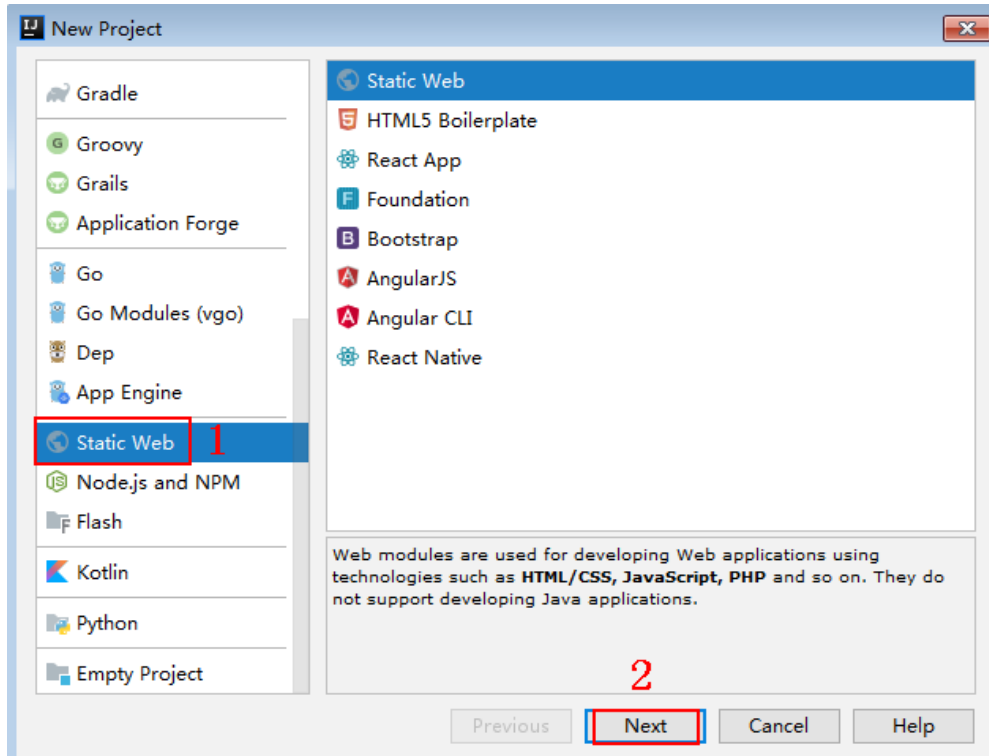 New Project
Gradle
Groovy
Grails
Application Forge
Go
Go Modules (vgo)
Dep
App Engine
Static Web 1
Node.js and NPM
Flash
Kotlin
Python
Empty Project
Static Web
HTML5 Boilerplate
React App
Foundation
Bootstrap
AngularJS
Angular CLI
React Native
Web modules are used for developing Web applications using
technologies such as HTML/CSS, JavaScript, PHP and so on. They do
not support developing Java applications.
2
Previous Next Cancel Help